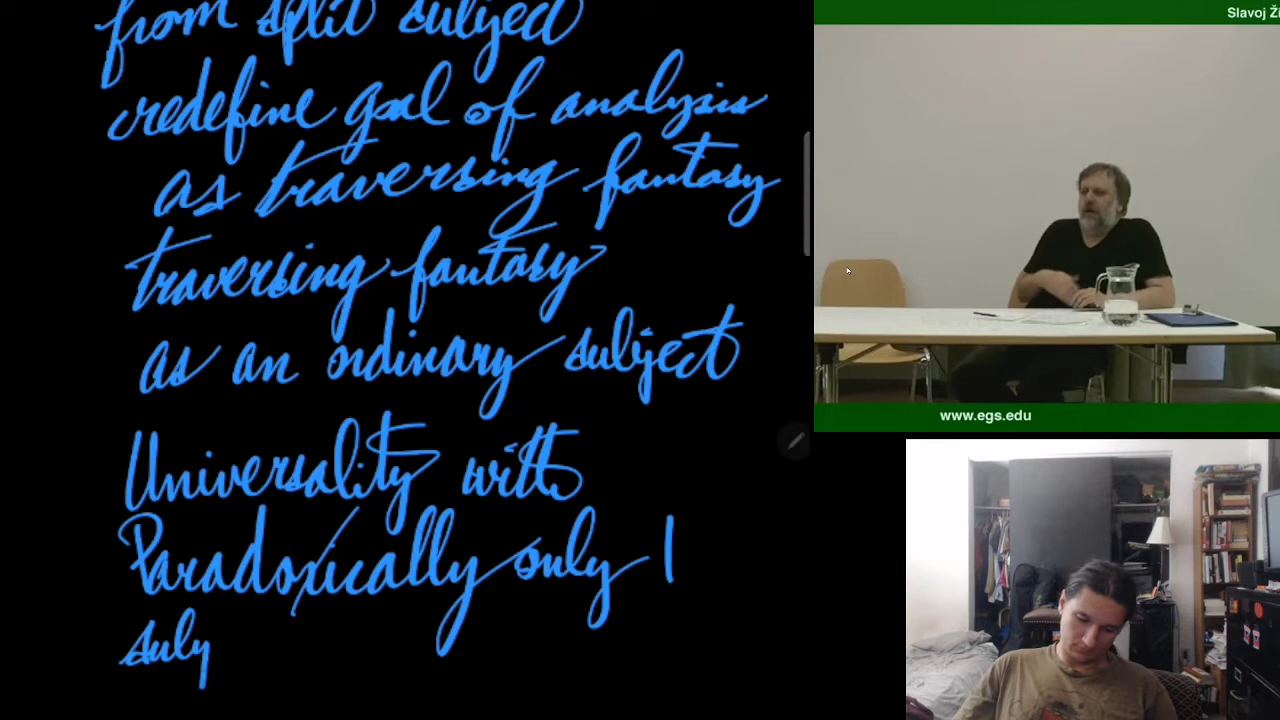 from split subject
redefine goal of analysis
as traversing fantasy
traversing fantasy
as an ordinary subject
Universality with
Paradoxically only 1
Slavoj Ži
www.egs.edu